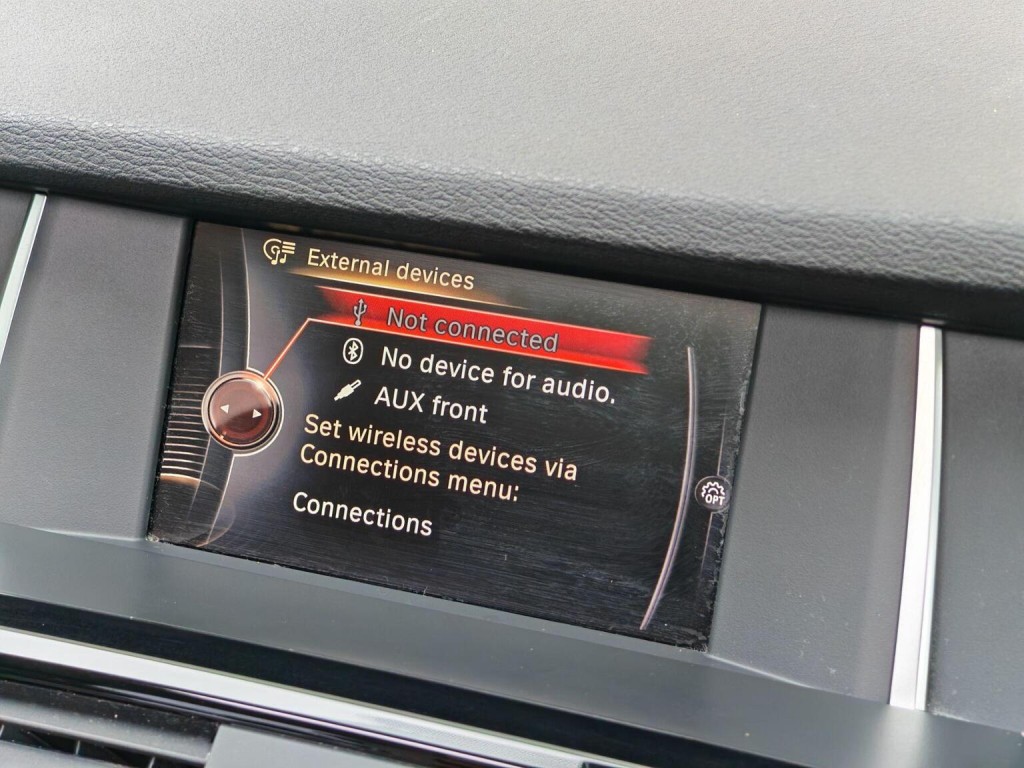 External devices
Not connected
No device for audio.
AUX front
Set wireless devices via
Connections menu:
Connections
OPT